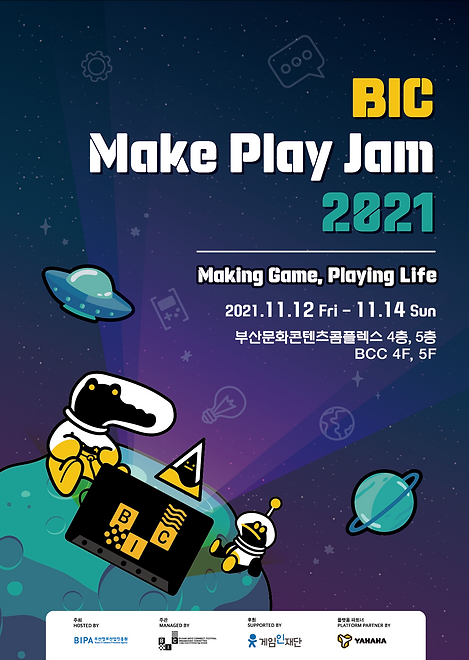 BIC
Make Play Jam
2021
Making Game, Playing Life
2021.11.12 Fri – 11.14 Sun
부산문화콘텐츠콤플렉스 4층, 5층
BCC 4F, 5F
B I C
주최
HOSTED BY
BIPA 부산정보산업진흥원
주관
MANAGED BY
B I C
후원
SUPPORTED BY
게임인재단
플랫폼 파트너
PLATFORM PARTNER BY
YAHAHA